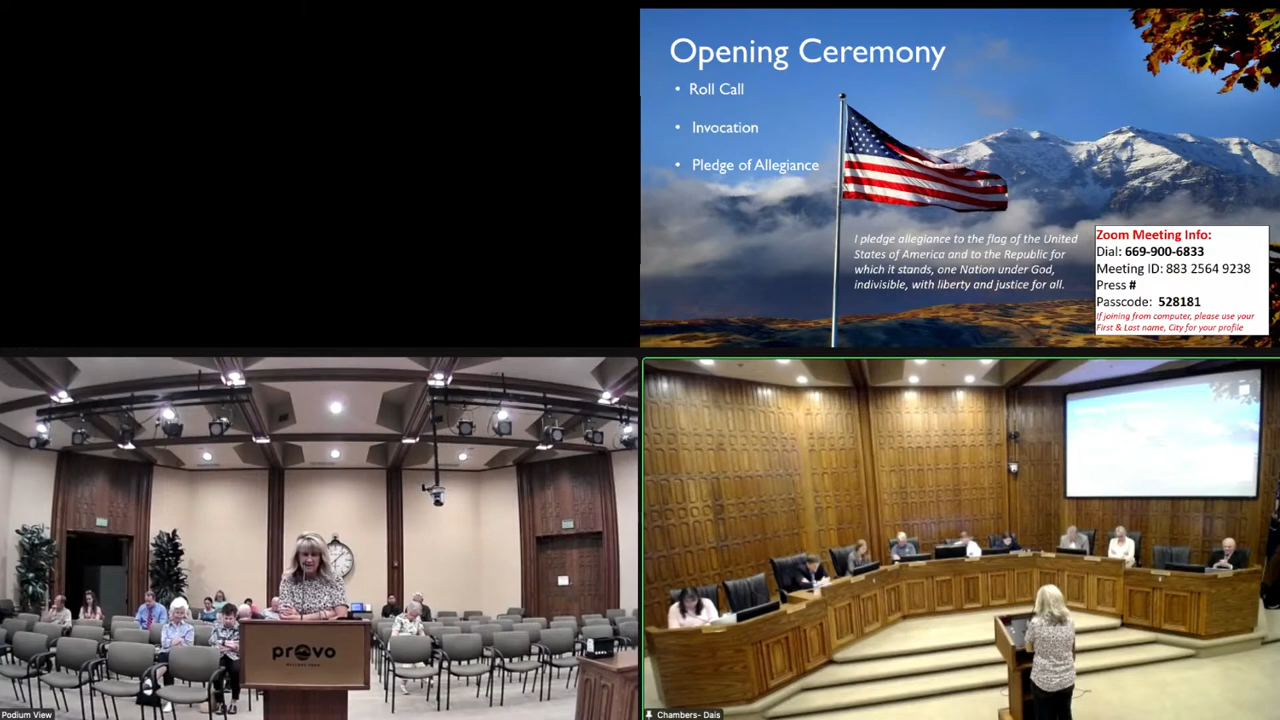 Opening Ceremony
• Roll Call
• Invocation
• Pledge of Allegiance
I pledge allegiance to the flag of the United
States of America and to the Republic for
which it stands, one Nation under God,
indivisible, with liberty and justice for all.
Zoom Meeting Info:
Dial: 669-900-6833
Meeting ID: 883 2564 9238
Press #
Passcode: 528181
If joining from computer, please use your
First & Last name, City for your profile
provo
Podium View
Chambers- Dais